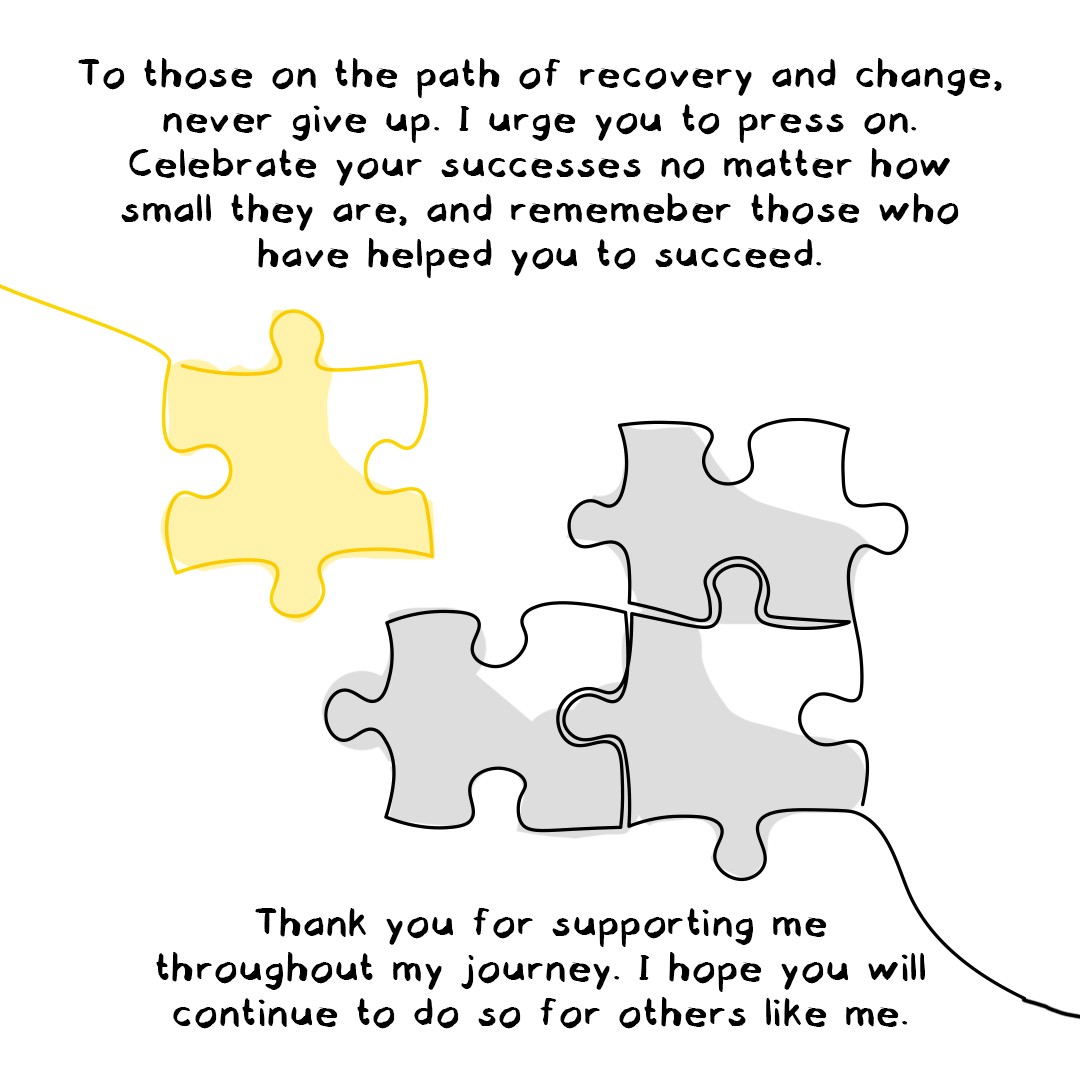 To those on the path of recovery and change,
never give up. I urge you to press on.
Celebrate your successes no matter how
small they are, and rememeber those who
have helped you to succeed.
Thank you for supporting me
throughout my journey. I hope you will
continue to do so for others like me.